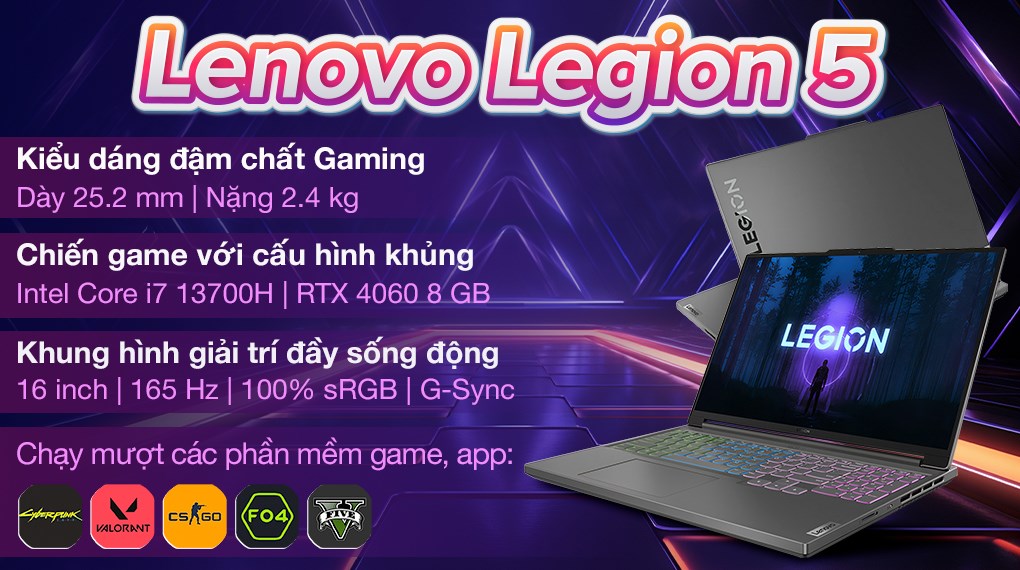 Lenovo Legion 5
Kiểu dáng đậm chất Gaming
Dày 25.2 mm | Nặng 2.4 kg
Chiến game với cấu hình khủng
Intel Core i7 13700H | RTX 4060 8 GB
Khung hình giải trí đầy sống động
16 inch | 165 Hz | 100% sRGB | G-Sync
Chạy mượt các phần mềm game, app:
Cyberpunk
VALORANT
CS GO
FO4
V
FIVE
LEGION
LEGION
Lenovo